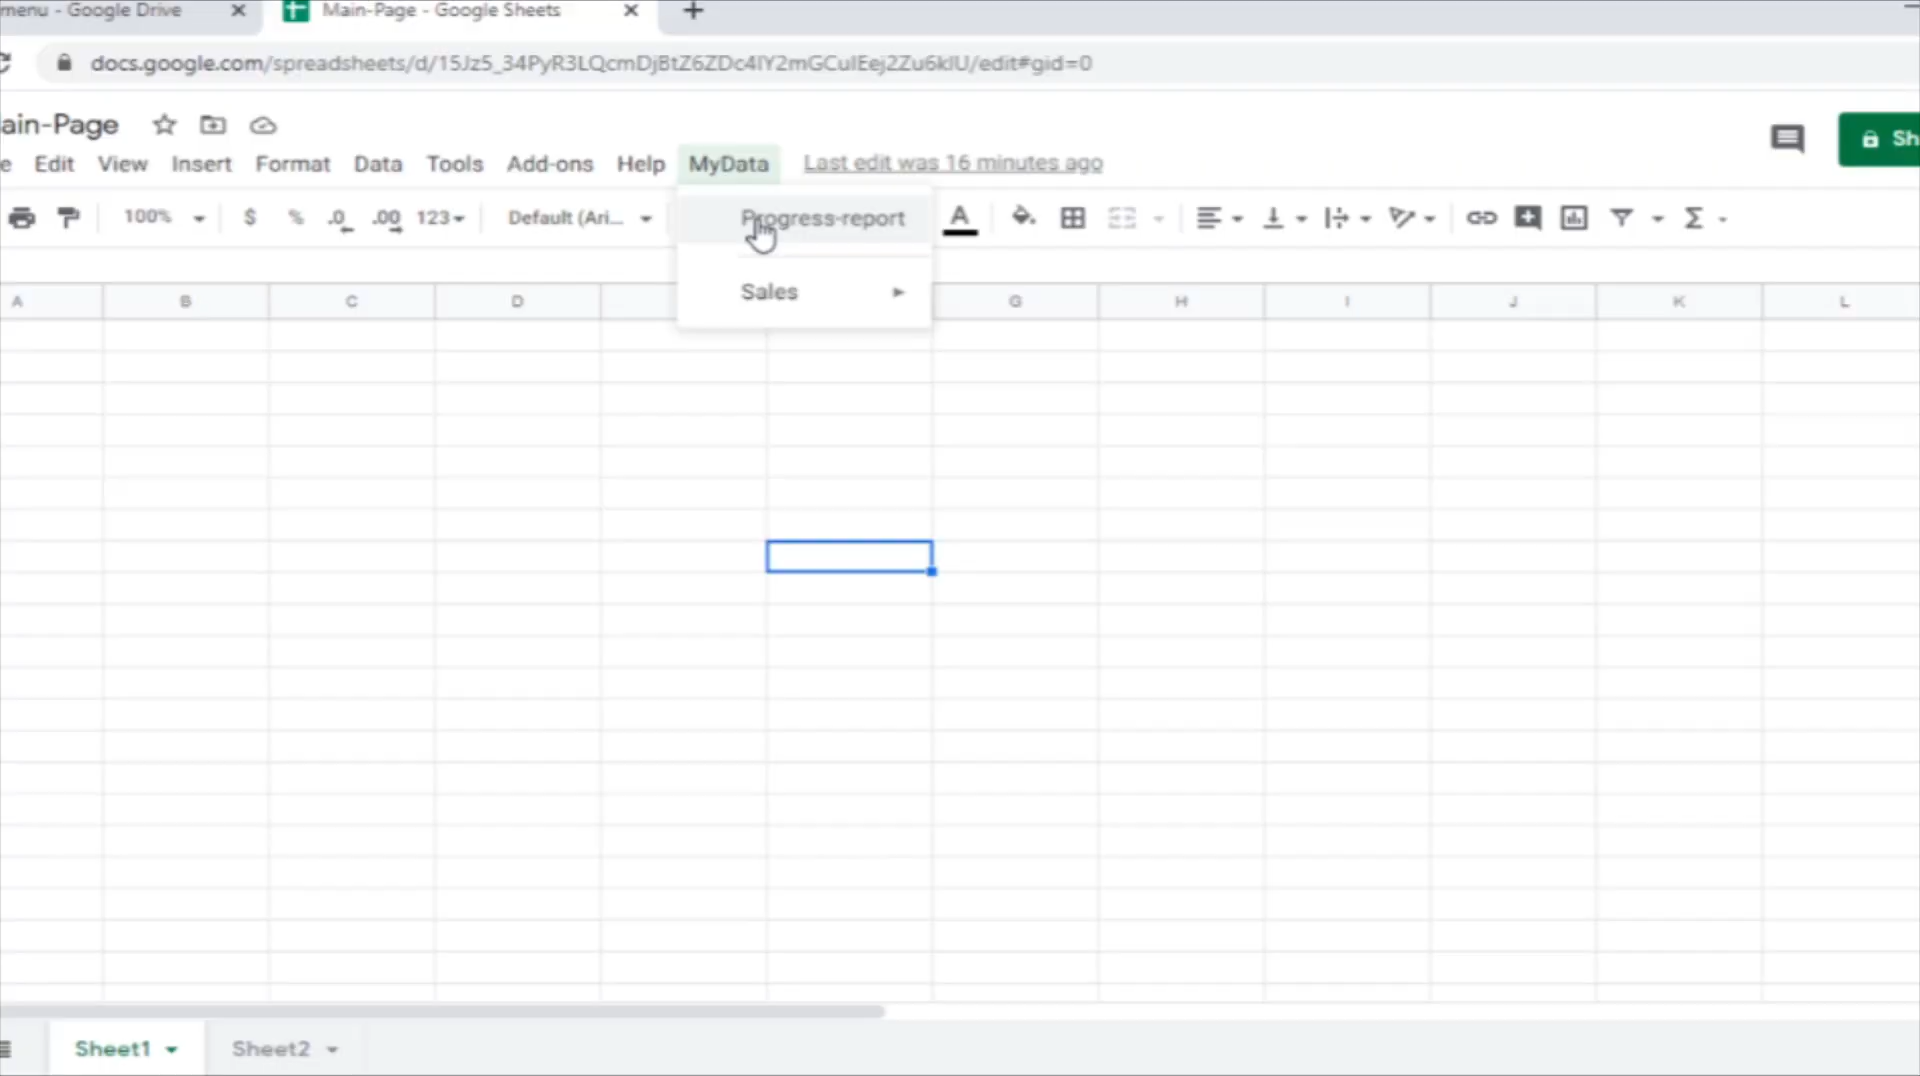 menu - Google Drive
Main-Page - Google Sheets
docs.google.com/spreadsheets/d/15Jz5_34PyR3LQcmDjBtZ6ZDc4lY2mGCulEej2Zu6kIU/edit#gid=0
ain-Page
Sh
e Edit View Insert Format Data Tools Add-ons Help MyData Last edit was 16 minutes ago
100% $ % .0 .00 123 Default (Ari... A Σ
Progress-report
Sales
A B C D G H I J K L
Sheet1 Sheet2